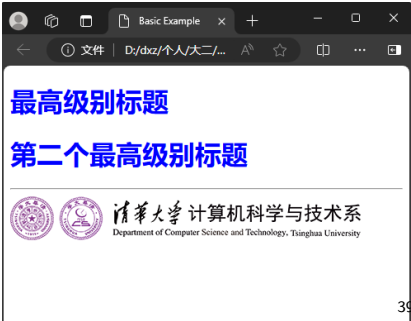 Basic Example
文件
D:/dxz/个人/大二/...
最高级别标题
第二个最高级别标题
清华大学 计算机科学与技术系
Department of Computer Science and Technology, Tsinghua University
39